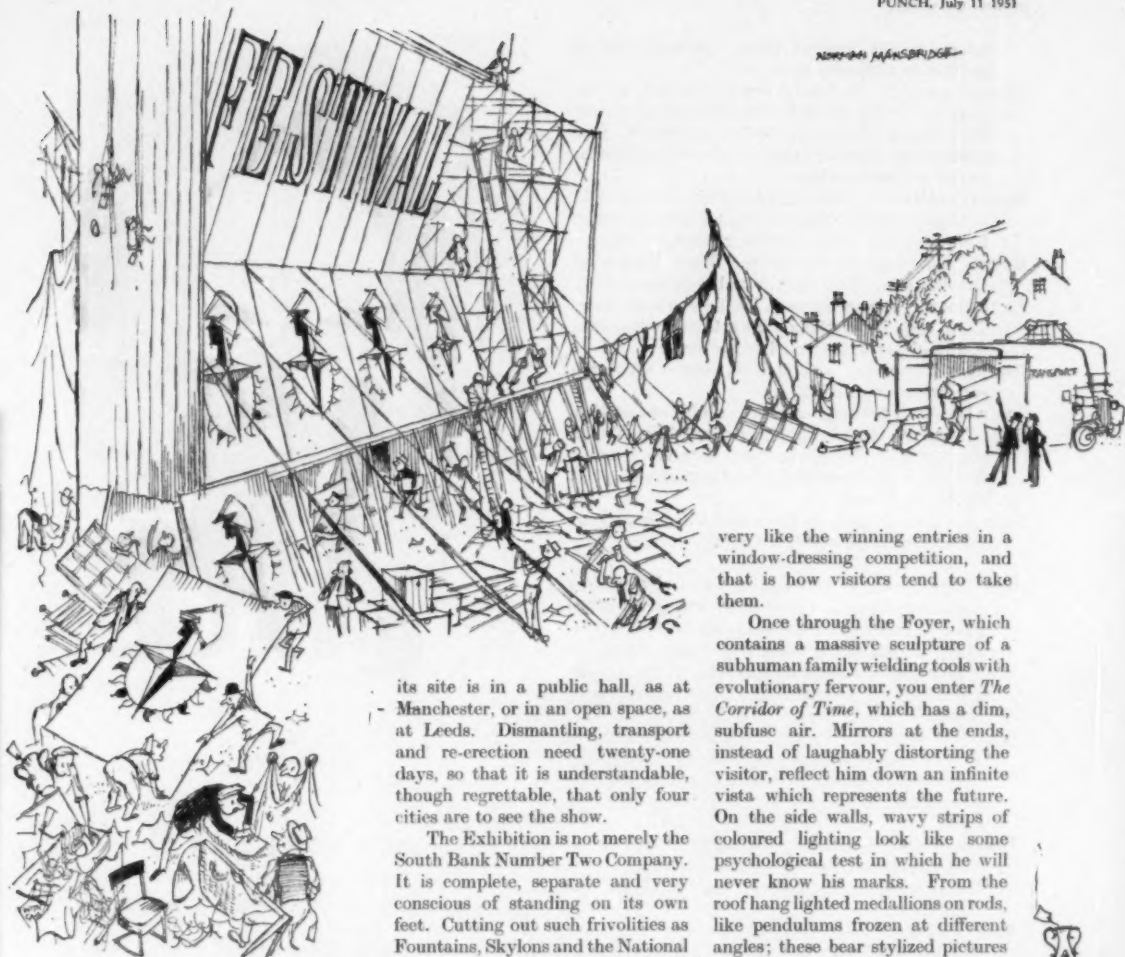 PUNCH, July 11 1951
NORMAN MANSBRIDGE
FESTIVAL
TRANSPORT
its site is in a public hall, as at
Manchester, or in an open space, as
at Leeds. Dismantling, transport
and re-erection need twenty-one
days, so that it is understandable,
though regrettable, that only four
cities are to see the show.
The Exhibition is not merely the
South Bank Number Two Company.
It is complete, separate and very
conscious of standing on its own
feet. Cutting out such frivolities as
Fountains, Skylons and the National
very like the winning entries in a
window-dressing competition, and
that is how visitors tend to take
them.
Once through the Foyer, which
contains a massive sculpture of a
subhuman family wielding tools with
evolutionary fervour, you enter The
Corridor of Time, which has a dim,
subfusc air. Mirrors at the ends,
instead of laughably distorting the
visitor, reflect him down an infinite
vista which represents the future.
On the side walls, wavy strips of
coloured lighting look like some
psychological test in which he will
never know his marks. From the
roof hang lighted medallions on rods,
like pendulums frozen at different
angles; these bear stylized pictures